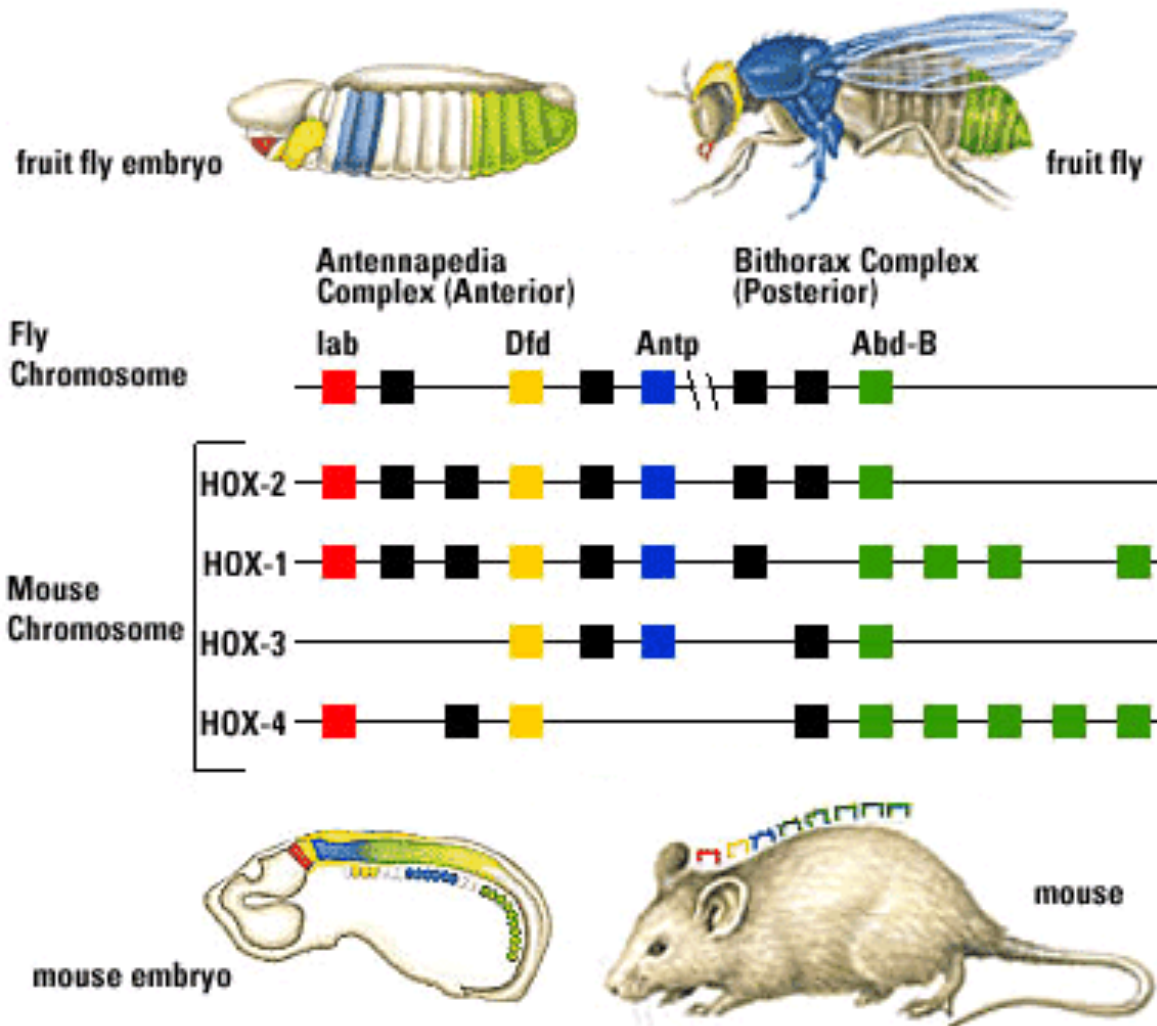 fruit fly embryo
fruit fly
Antennapedia
Complex (Anterior)
Bithorax Complex
(Posterior)
Fly
Chromosome
lab
Dfd
Antp
Abd-B
HOX-2
HOX-1
Mouse
Chromosome
HOX-3
HOX-4
mouse embryo
mouse